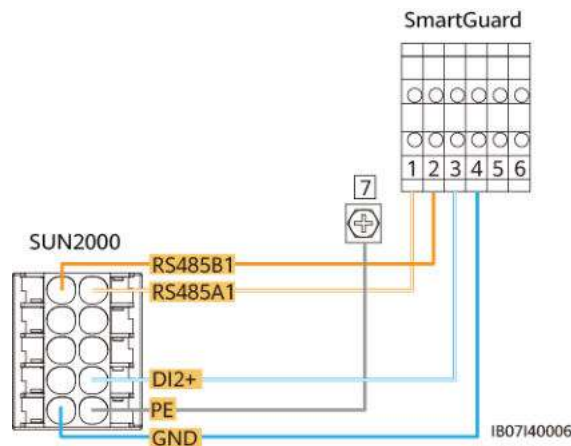 SmartGuard
1 2 3 4 5 6
7
SUN2000
RS485B1
RS485A1
DI2+
PE
GND
IB07I40006